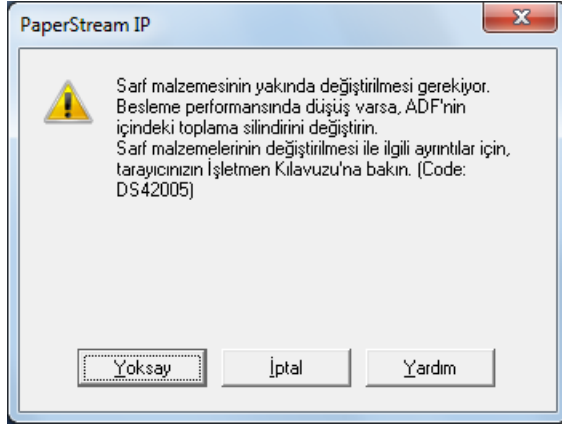 PaperStream IP
Sarf malzemesinin yakında değiştirilmesi gerekiyor.
Besleme performansında düşüş varsa, ADF'nin
içindeki toplama silindirini değiştirin.
Sarf malzemelerinin değiştirilmesi ile ilgili ayrıntılar için,
tarayıcınızın İşletmen Kılavuzu'na bakın. (Code:
DS42005)
Yoksay
İptal
Yardım